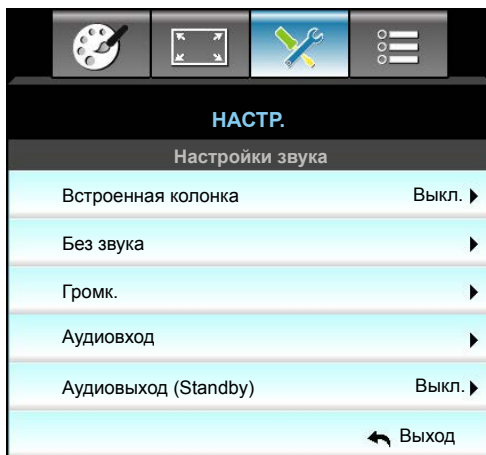 НАСТР.
Настройки звука
Встроенная колонка Выкл.
Без звука
Громк.
Аудиовход
Аудиовыход (Standby) Выкл.
Выход